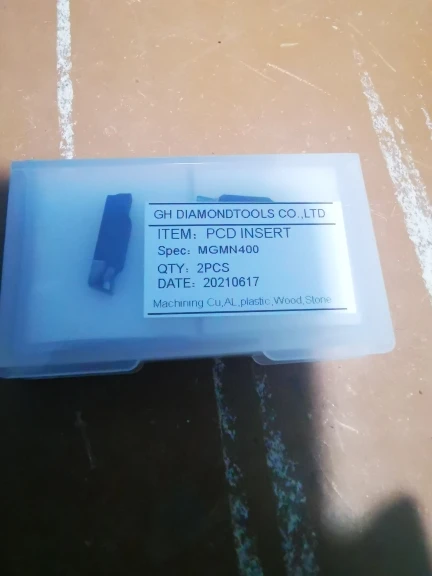 GH DIAMONDTOOLS CO.,LTD
ITEM: PCD INSERT
Spec: MGMN400
QTY: 2PCS
DATE: 20210617
Machining Cu,AL,plastic,Wood,Stone